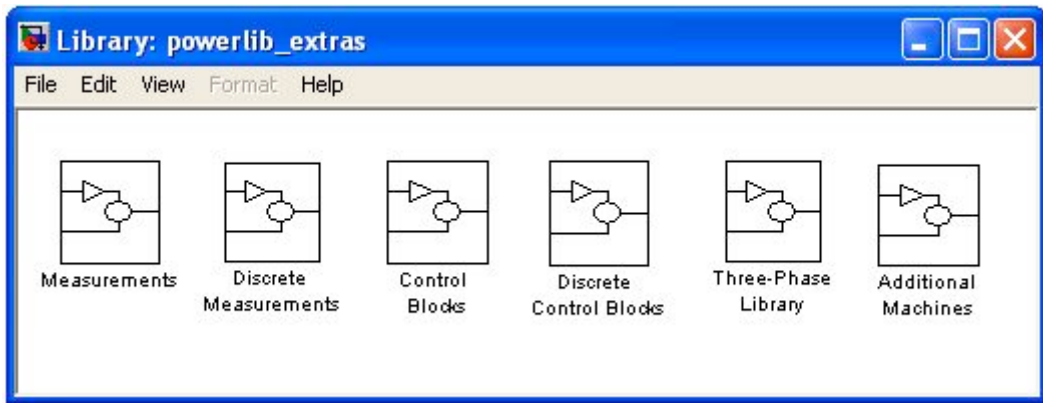 Library: powerlib_extras
File Edit View Format Help
Measurements
Discrete
Measurements
Control
Blocks
Discrete
Control Blocks
Three-Phase
Library
Additional
Machines